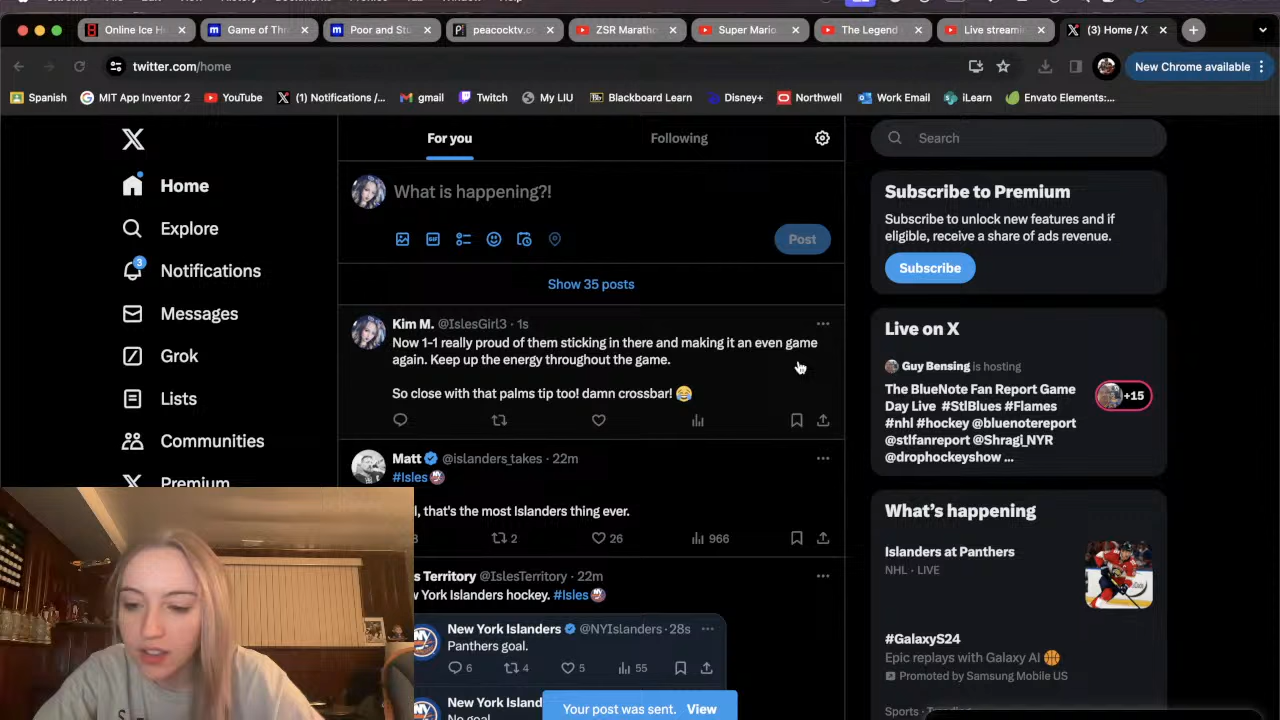 Online Ice H
Game of Thr
Poor and Stu
peacocktv.c
ZSR Marath
Super Mario
The Legend
Live streami
(3) Home / X
twitter.com/home
New Chrome available
Spanish
MIT App Inventor 2
YouTube
(1) Notifications /...
gmail
Twitch
My LIU
Blackboard Learn
Disney+
Northwell
Work Email
iLearn
Envato Elements:...
Home
Explore
3
Notifications
Messages
Grok
Lists
Communities
Premium
For you
Following
What is happening?!
GIF
Post
Show 35 posts
Kim M. @IslesGirl3 · 1s
Now 1-1 really proud of them sticking in there and making it an even game
again. Keep up the energy throughout the game.
So close with that palms tip too! damn crossbar! 😂
Matt @islanders_takes · 22m
#Isles
, that's the most Islanders thing ever.
2
26
966
s Territory @IslesTerritory · 22m
York Islanders hockey. #Isles
New York Islanders @NYIslanders · 28s
Panthers goal.
6
4
5
55
New York Island
No goal
Your post was sent. View
Search
Subscribe to Premium
Subscribe to unlock new features and if
eligible, receive a share of ads revenue.
Subscribe
Live on X
Guy Bensing is hosting
The BlueNote Fan Report Game
Day Live #StlBlues #Flames
#nhl #hockey @bluenotereport
@stlfanreport @Shragi_NYR
@drophockeyshow ...
+15
What's happening
Islanders at Panthers
NHL · LIVE
#GalaxyS24
Epic replays with Galaxy AI 🏀
Promoted by Samsung Mobile US
Sports · Trending